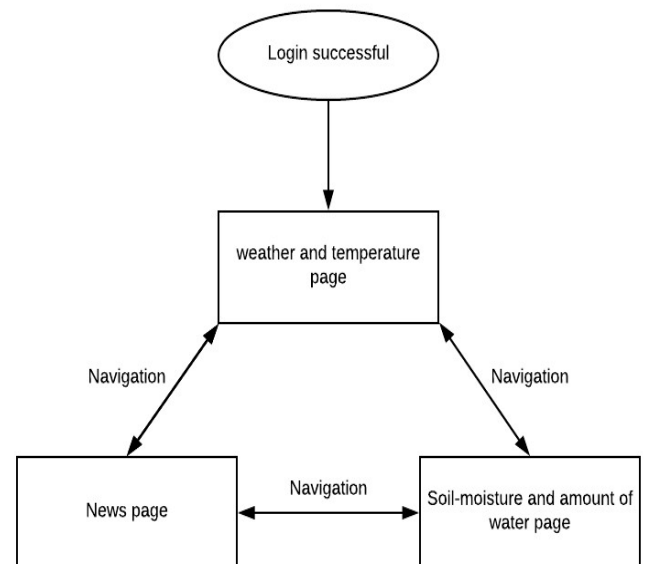 Login successful
weather and temperature
page
Navigation
Navigation
News page
Navigation
Soil-moisture and amount of
water page